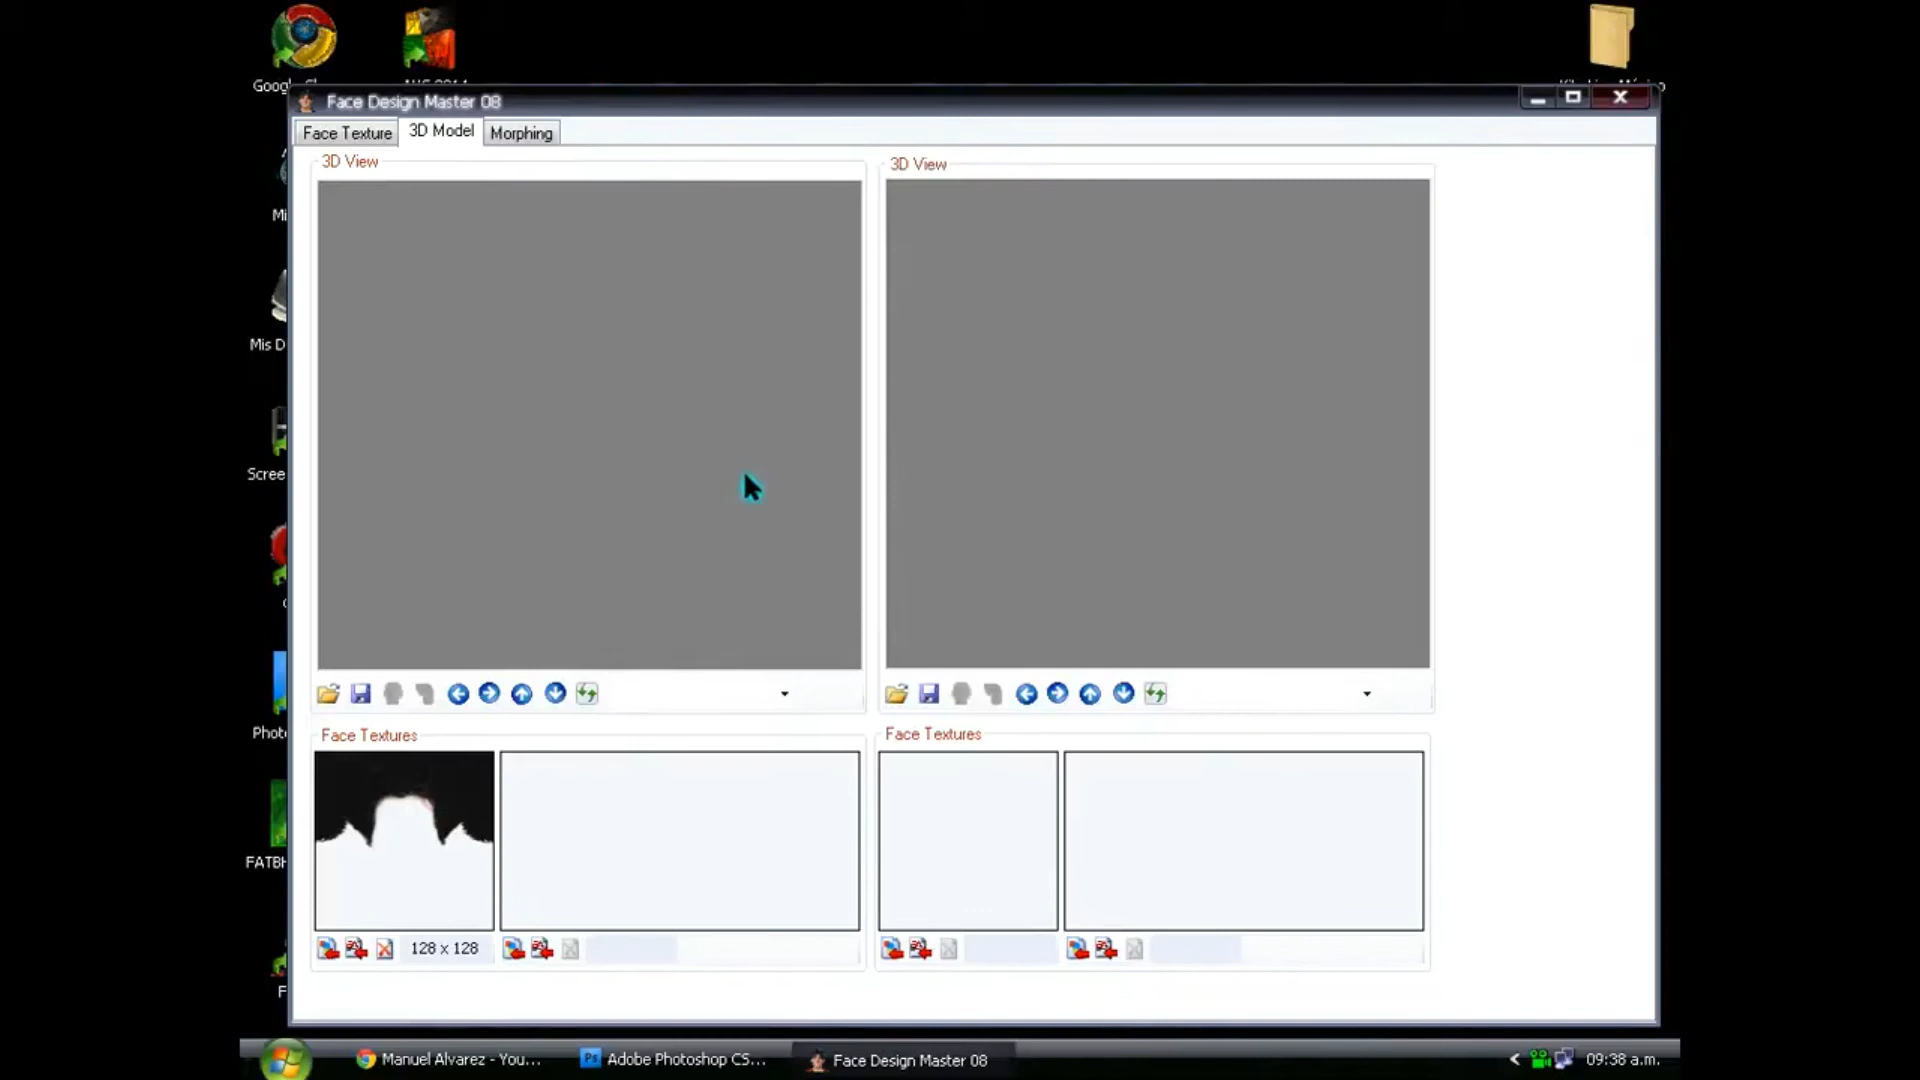 Face Design Master 08
Face Texture
3D Model
Morphing
3D View
3D View
Mis D
Scree
Face Textures
Face Textures
128 x 128
FATBH
Manuel Alvarez - You...
Adobe Photoshop CS...
Face Design Master 08
09:38 a.m.